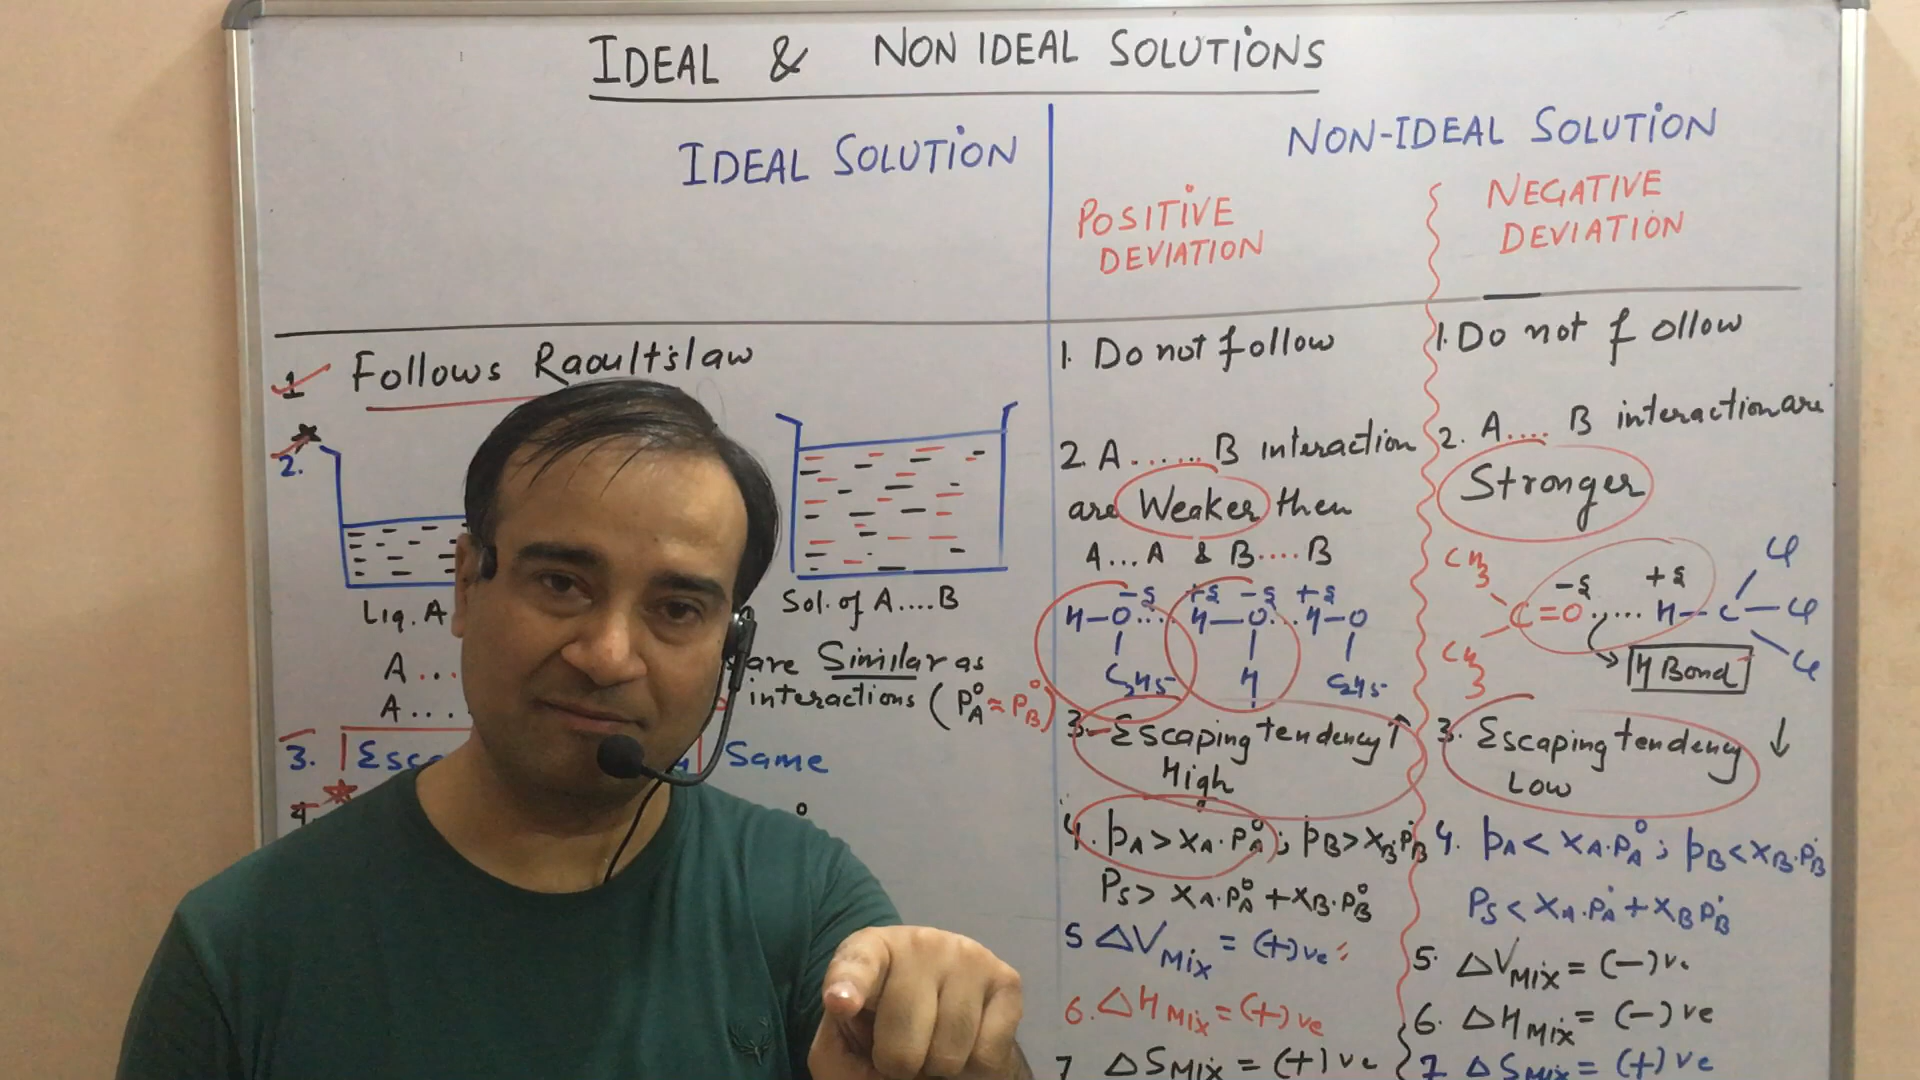 IDEAL & NON IDEAL SOLUTIONS
IDEAL SOLUTION
1 Follows Raoult's law
2.
Liq. A
Sol. of A....B
A...
A...
are Similar as
interactions (P°A ≈ P°B)
3.
Same
4.
NON-IDEAL SOLUTION
POSITIVE
DEVIATION
1. Do not follow
2. A ...... B interaction
are Weaker then
A...A & B....B
-δ +δ -δ +δ
H-O....H-O...H-O
C2H5 H C2H5
3. Escaping tendency ↑
High
4. pA > xA.P°A ; pB > xB.P°B
Ps > xA.P°A + xB.P°B
5 ΔVMix = (+)ve
6. ΔHMix = (+)ve
7 ΔSMix = (+)ve
NEGATIVE
DEVIATION
1. Do not follow
2. A.... B interaction are
Stronger
CH3 -δ +δ Cl
C=O.....H-C-Cl
CH3 Cl
H Bond
3. Escaping tendency ↓
Low
4. pA < xA.P°A ; pB < xB.P°B
Ps < xA.P°A + xB P°B
5. ΔVMix = (-)ve
6. ΔHMix = (-)ve
7 ΔSMix = (+)ve